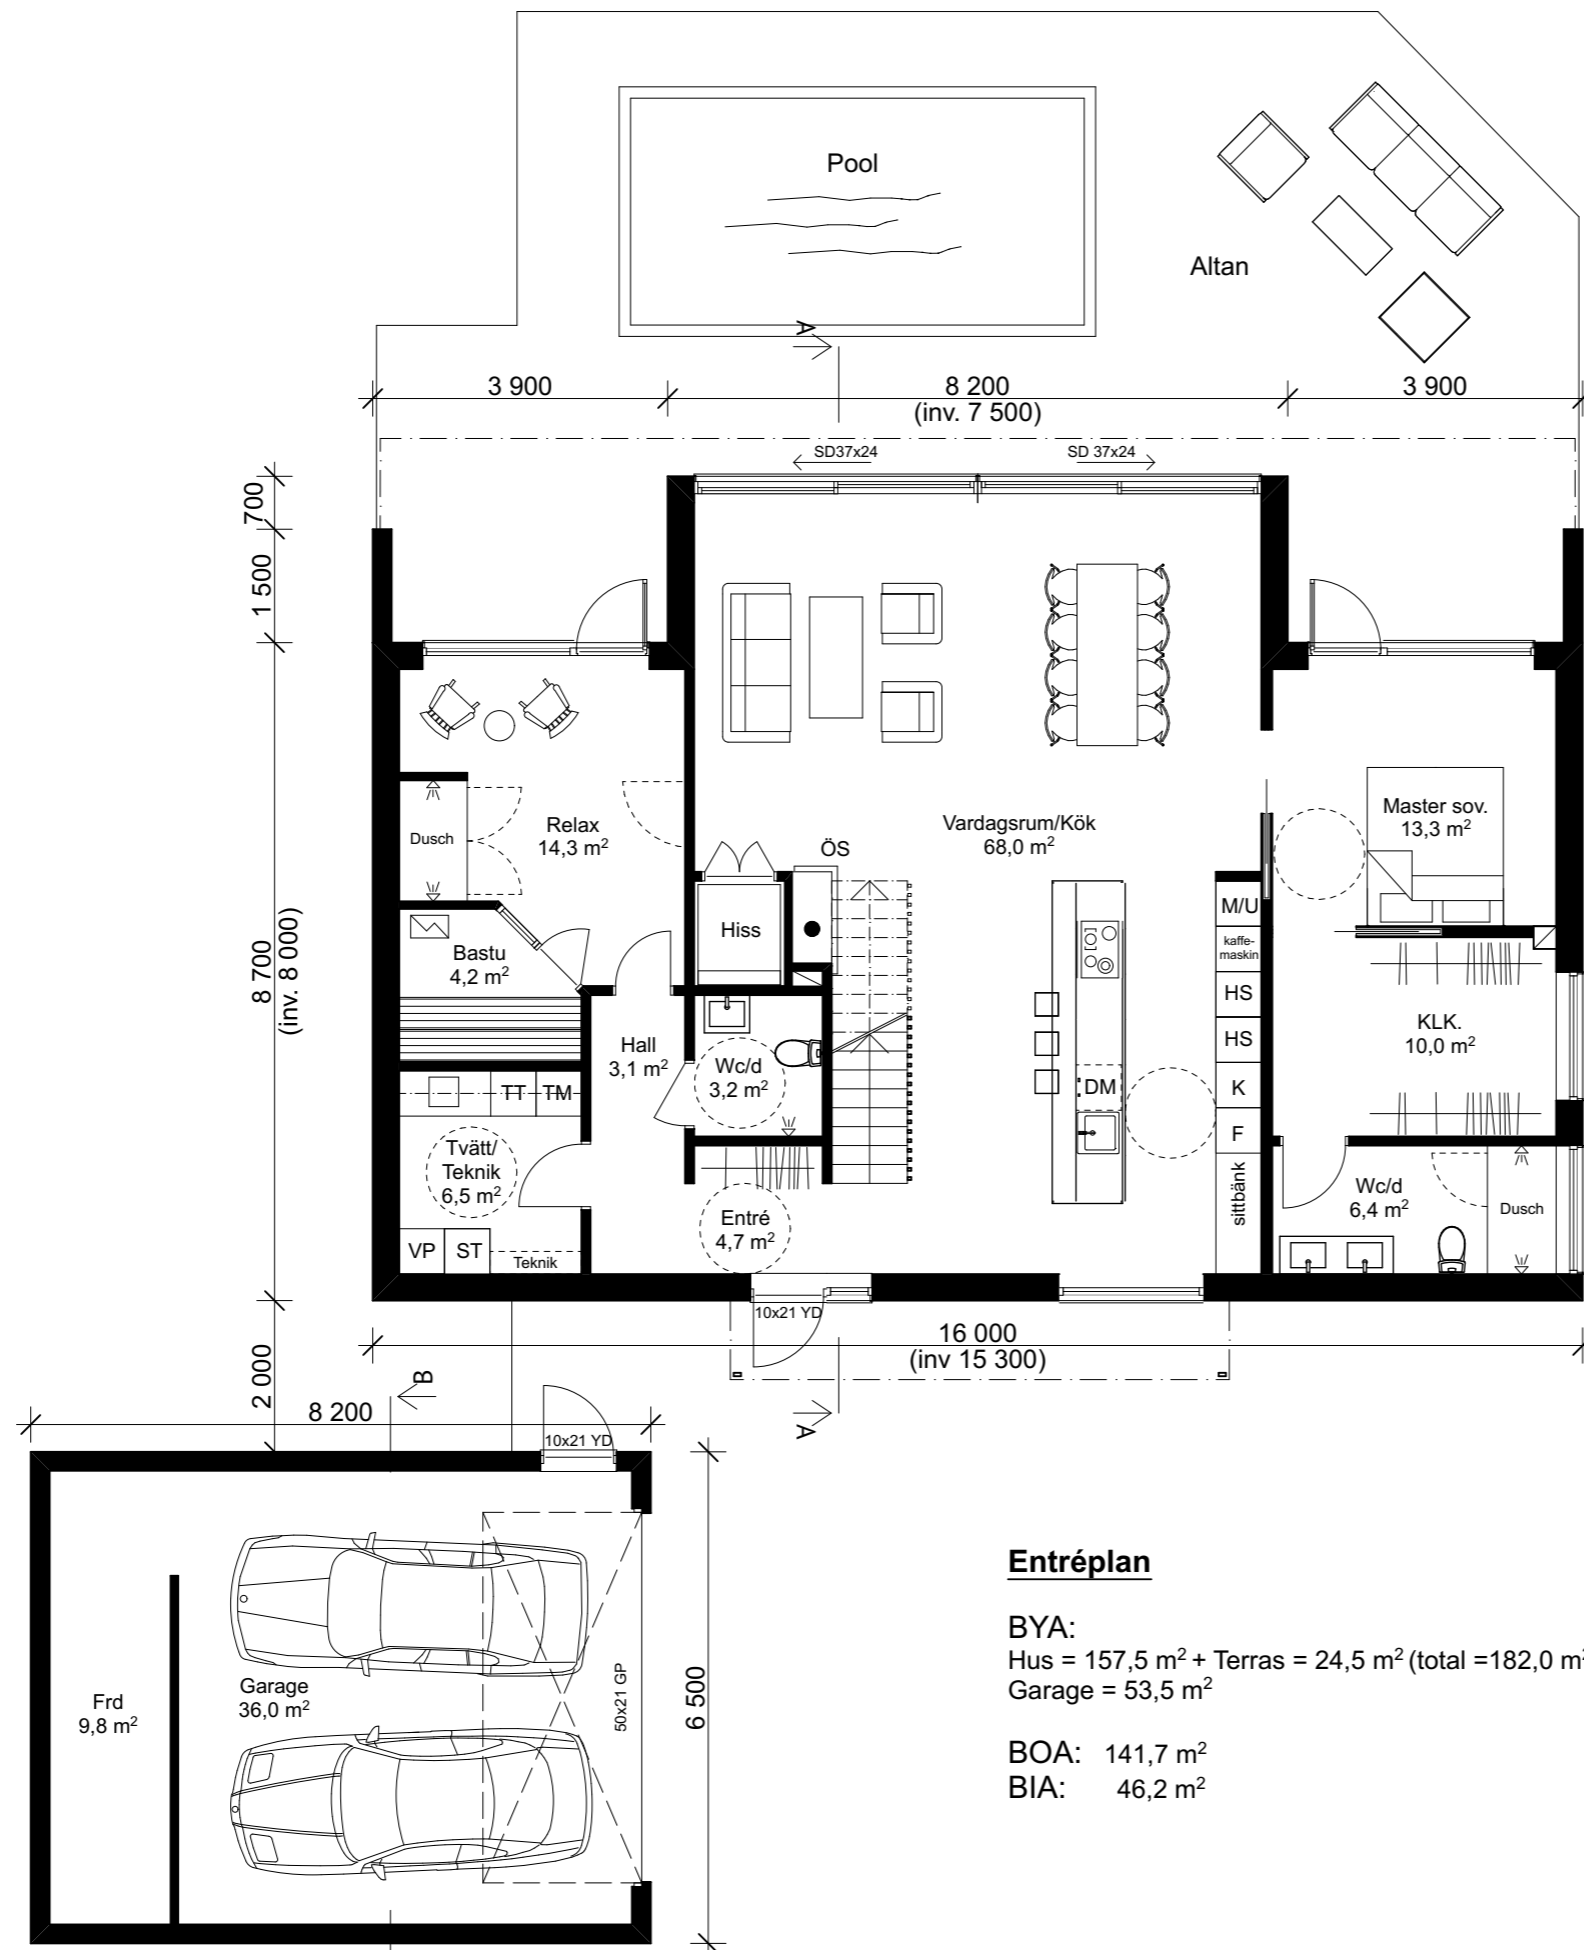 Pool
Altan
A
3 900
8 200
(inv. 7 500)
3 900
SD37x24
SD 37x24
700
1 500
8 700
(inv. 8 000)
2 000
Dusch
Relax
14,3 m²
Vardagsrum/Kök
68,0 m²
ÖS
Master sov.
13,3 m²
Hiss
M/U
kaffe-
maskin
HS
HS
K
F
sittbänk
Bastu
4,2 m²
KLK.
10,0 m²
Hall
3,1 m²
Wc/d
3,2 m²
DM
TT
TM
Tvätt/
Teknik
6,5 m²
VP
ST
Teknik
Entré
4,7 m²
Wc/d
6,4 m²
Dusch
10x21 YD
16 000
(inv 15 300)
A
B
8 200
10x21 YD
Frd
9,8 m²
Garage
36,0 m²
50x21 GP
6 500
Entréplan
BYA:
Hus = 157,5 m² + Terras = 24,5 m² (total =182,0 m²
Garage = 53,5 m²
BOA: 141,7 m²
BIA: 46,2 m²